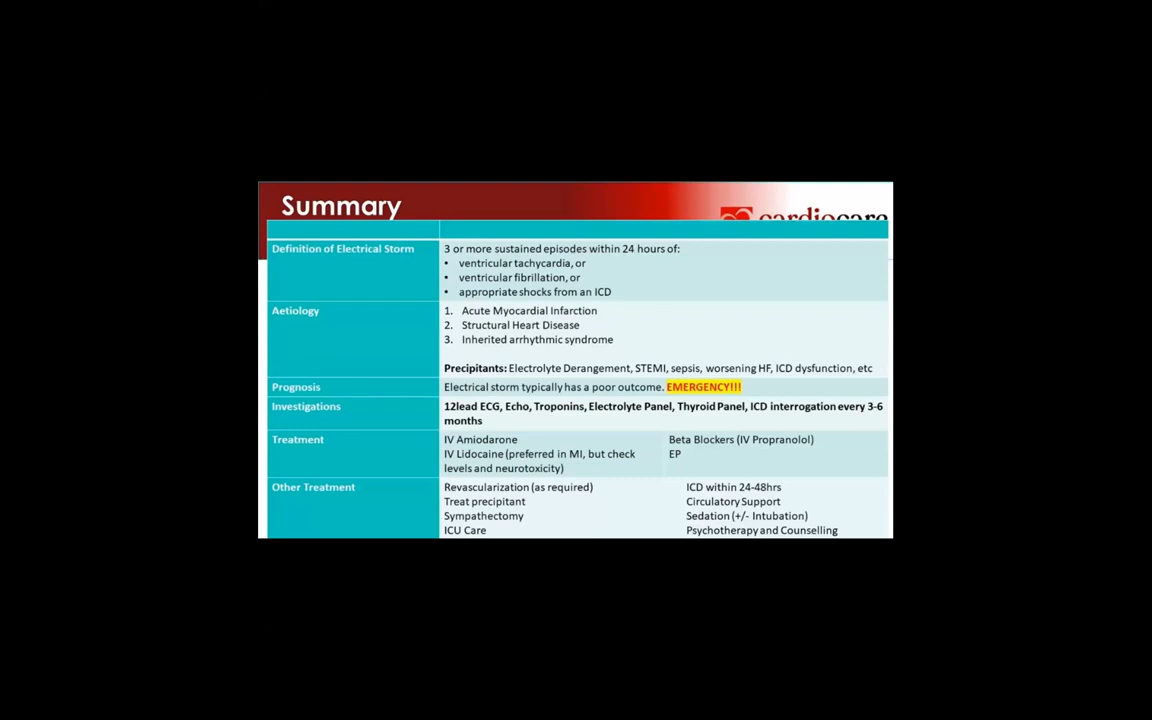 Summary
cardiocare
Definition of Electrical Storm
3 or more sustained episodes within 24 hours of:
• ventricular tachycardia, or
• ventricular fibrillation, or
• appropriate shocks from an ICD
Aetiology
1. Acute Myocardial Infarction
2. Structural Heart Disease
3. Inherited arrhythmic syndrome
Precipitants: Electrolyte Derangement, STEMI, sepsis, worsening HF, ICD dysfunction, etc
Prognosis
Electrical storm typically has a poor outcome. EMERGENCY!!!
Investigations
12lead ECG, Echo, Troponins, Electrolyte Panel, Thyroid Panel, ICD interrogation every 3-6
months
Treatment
IV Amiodarone
IV Lidocaine (preferred in MI, but check
levels and neurotoxicity)
Beta Blockers (IV Propranolol)
EP
Other Treatment
Revascularization (as required)
Treat precipitant
Sympathectomy
ICU Care
ICD within 24-48hrs
Circulatory Support
Sedation (+/- Intubation)
Psychotherapy and Counselling